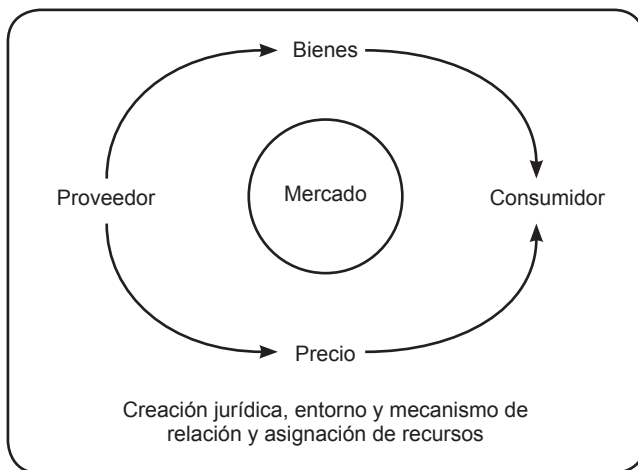 Bienes
Proveedor
Mercado
Consumidor
Precio
Creación jurídica, entorno y mecanismo de
relación y asignación de recursos